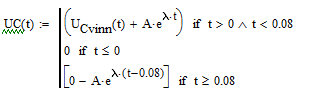 UC(t) := | (U_Cvinn(t) + A·e^{λ·t}) if t > 0 ∧ t < 0.08
0 if t ≤ 0
[0 − A·e^{λ·(t−0.08)}] if t ≥ 0.08